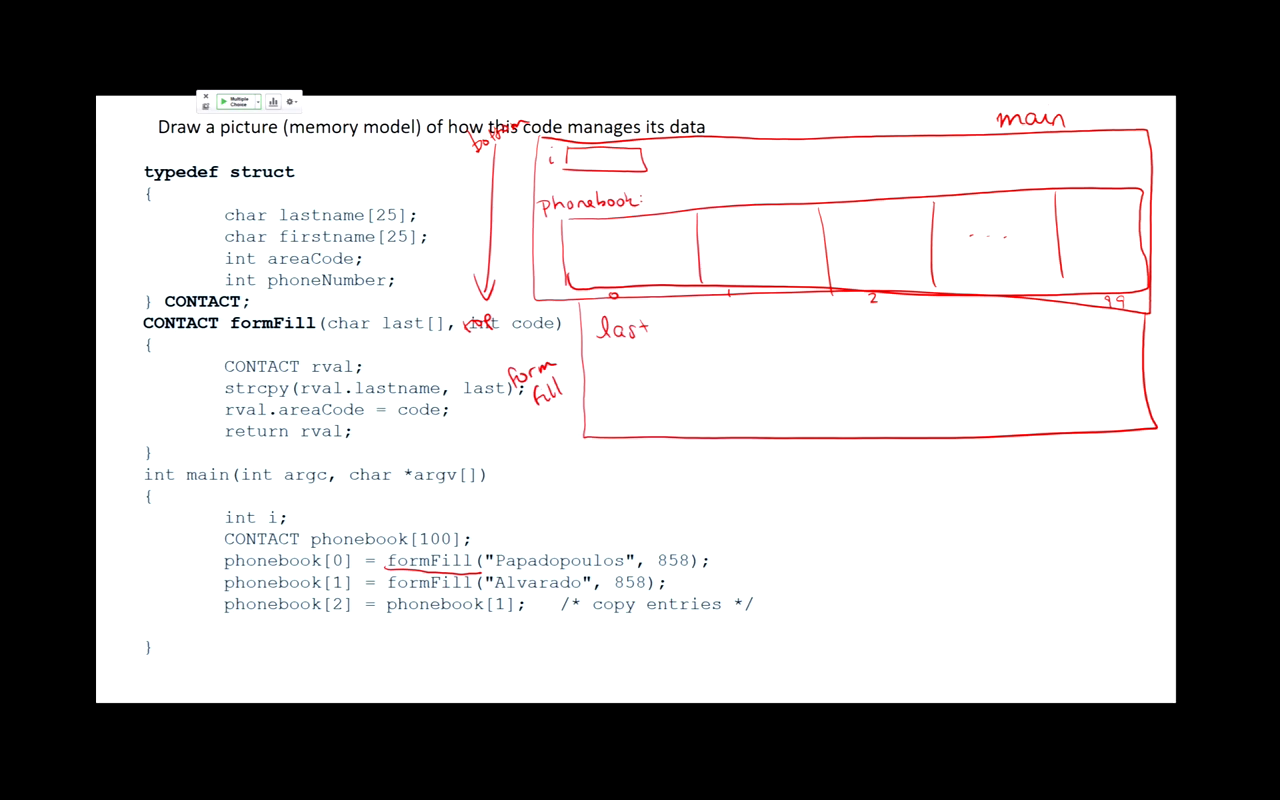 Multiple
Choice
Draw a picture (memory model) of how this code manages its data
main
bottom
i
typedef struct
{
char lastname[25];
phonebook:
char firstname[25];
. . .
int areaCode;
int phoneNumber;
} CONTACT;
0 1 2 99
CONTACT formFill(char last[], int code)
top
last
{
CONTACT rval;
form
fill
strcpy(rval.lastname, last);
rval.areaCode = code;
return rval;
}
int main(int argc, char *argv[])
{
int i;
CONTACT phonebook[100];
phonebook[0] = formFill("Papadopoulos", 858);
phonebook[1] = formFill("Alvarado", 858);
phonebook[2] = phonebook[1]; /* copy entries */
}